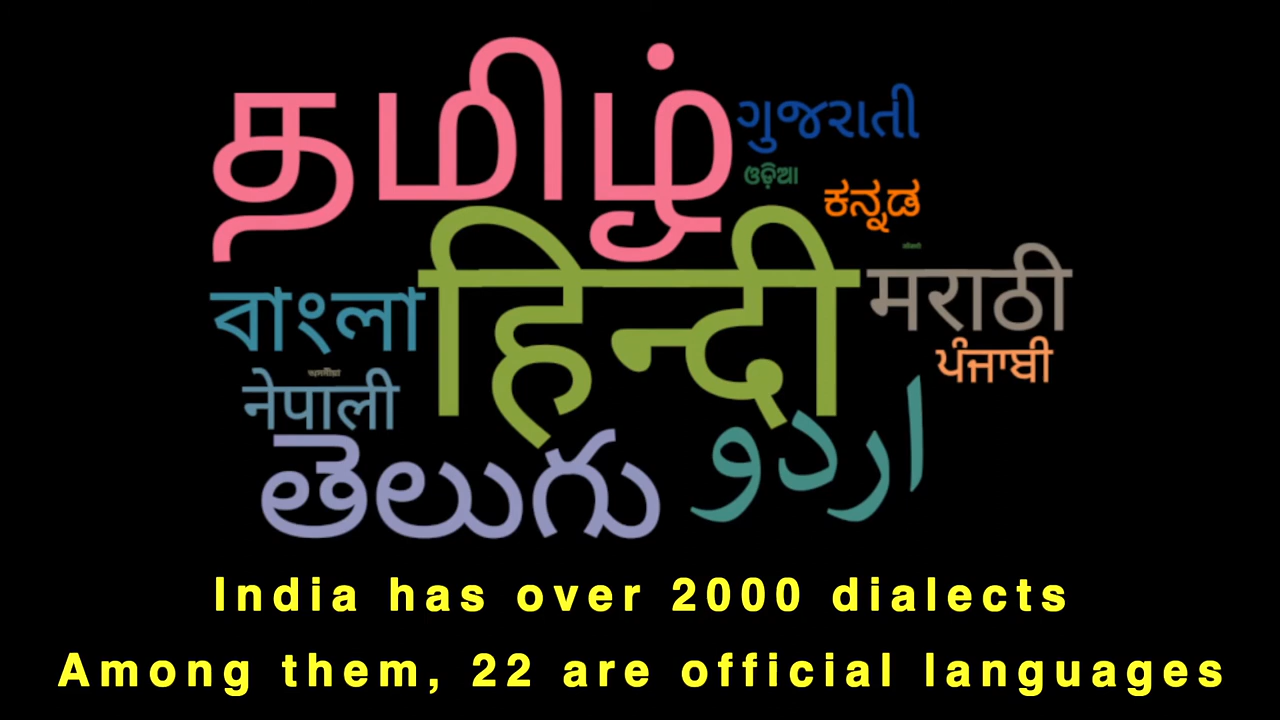 தமிழ்
ગુજરાતી
ଓଡ଼ିଆ
ಕನ್ನಡ
हिन्दी
বাংলা
मराठी
ਪੰਜਾਬੀ
नेपाली
తెలుగు
اردو
India has over 2000 dialects
Among them, 22 are official languages